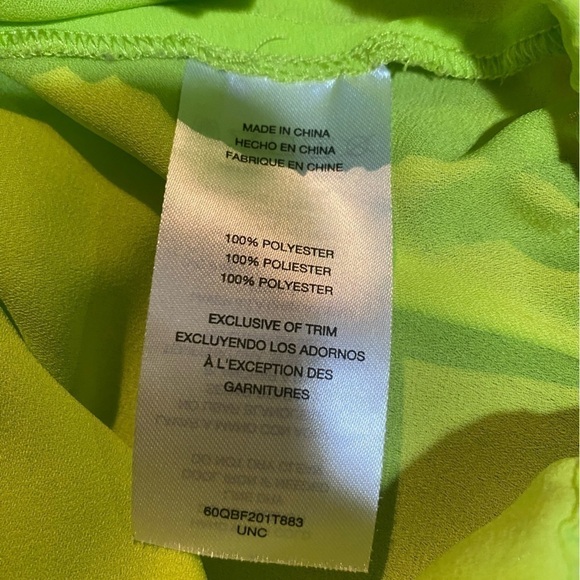 MADE IN CHINA
HECHO EN CHINA
FABRIQUE EN CHINE
100% POLYESTER
100% POLIESTER
100% POLYESTER
EXCLUSIVE OF TRIM
EXCLUYENDO LOS ADORNOS
À L'EXCEPTION DES
GARNITURES
60QBF201T883
UNC